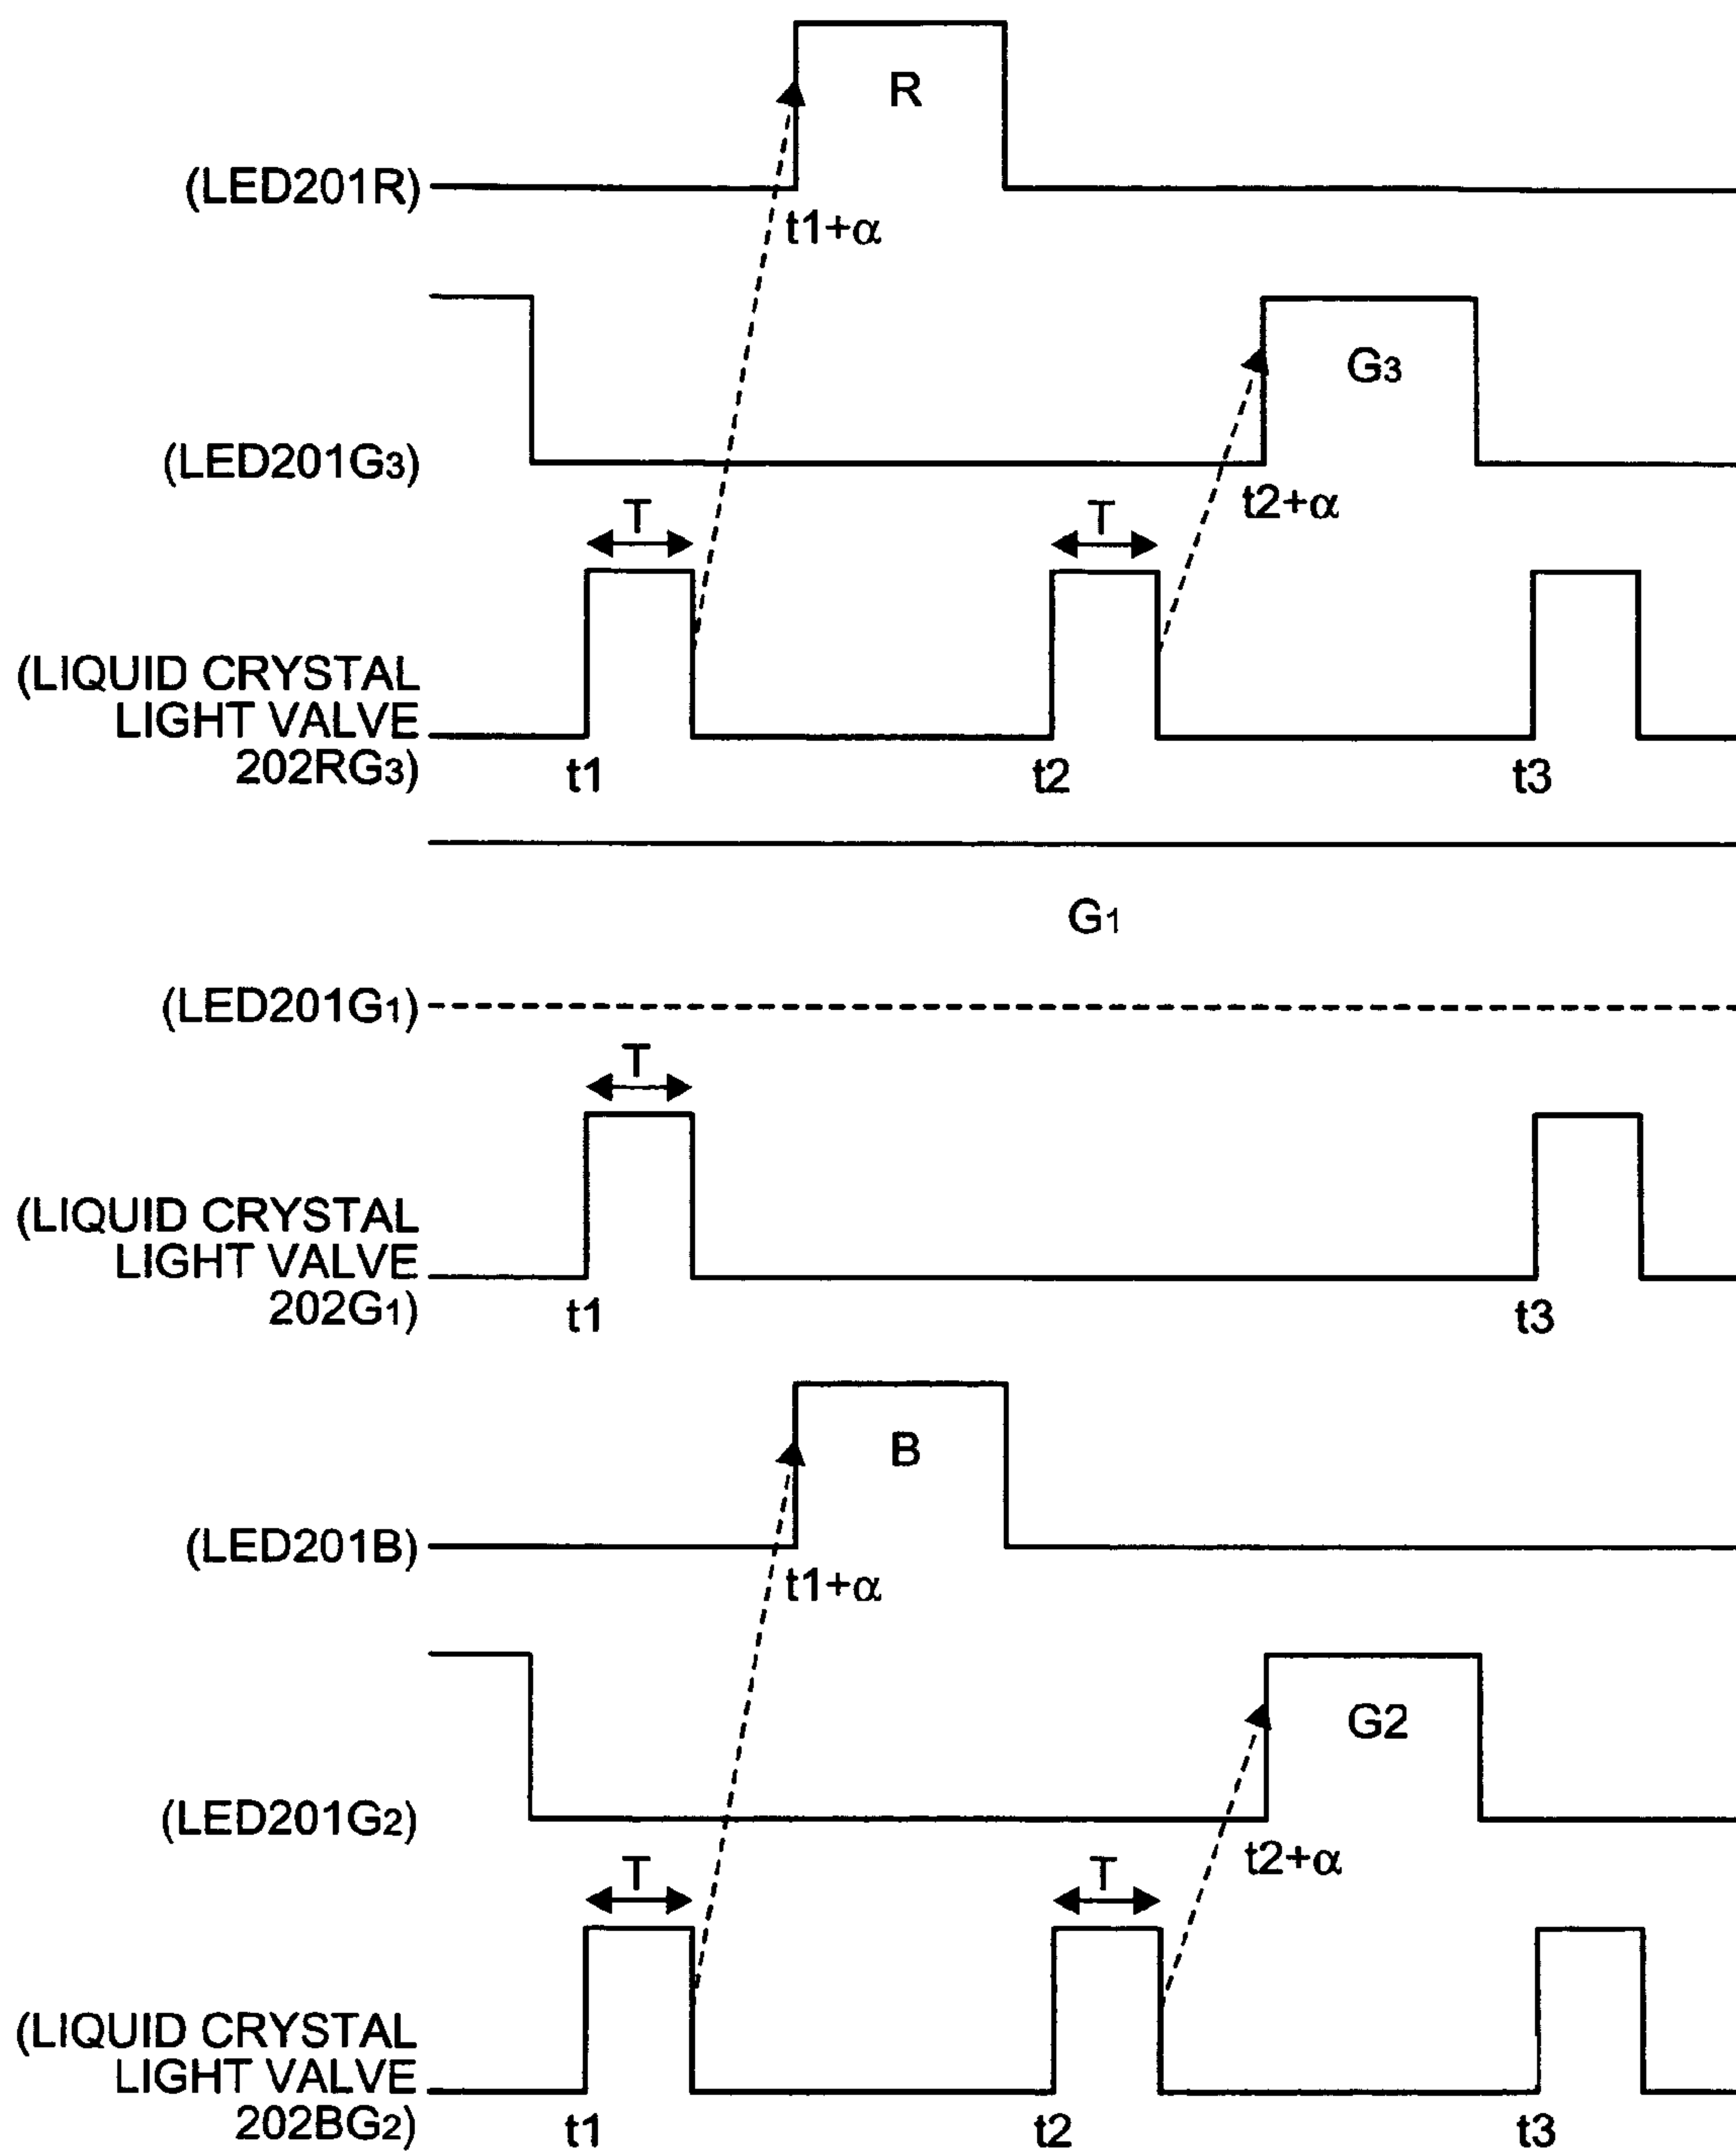 R
(LED201R)
t1+α
G3
(LED201G3)
t2+α
T T
(LIQUID CRYSTAL
LIGHT VALVE
202RG3)
t1 t2 t3
G1
(LED201G1)
T
(LIQUID CRYSTAL
LIGHT VALVE
202G1)
t1 t3
B
(LED201B)
t1+α
G2
(LED201G2)
t2+α
T T
(LIQUID CRYSTAL
LIGHT VALVE
202BG2)
t1 t2 t3